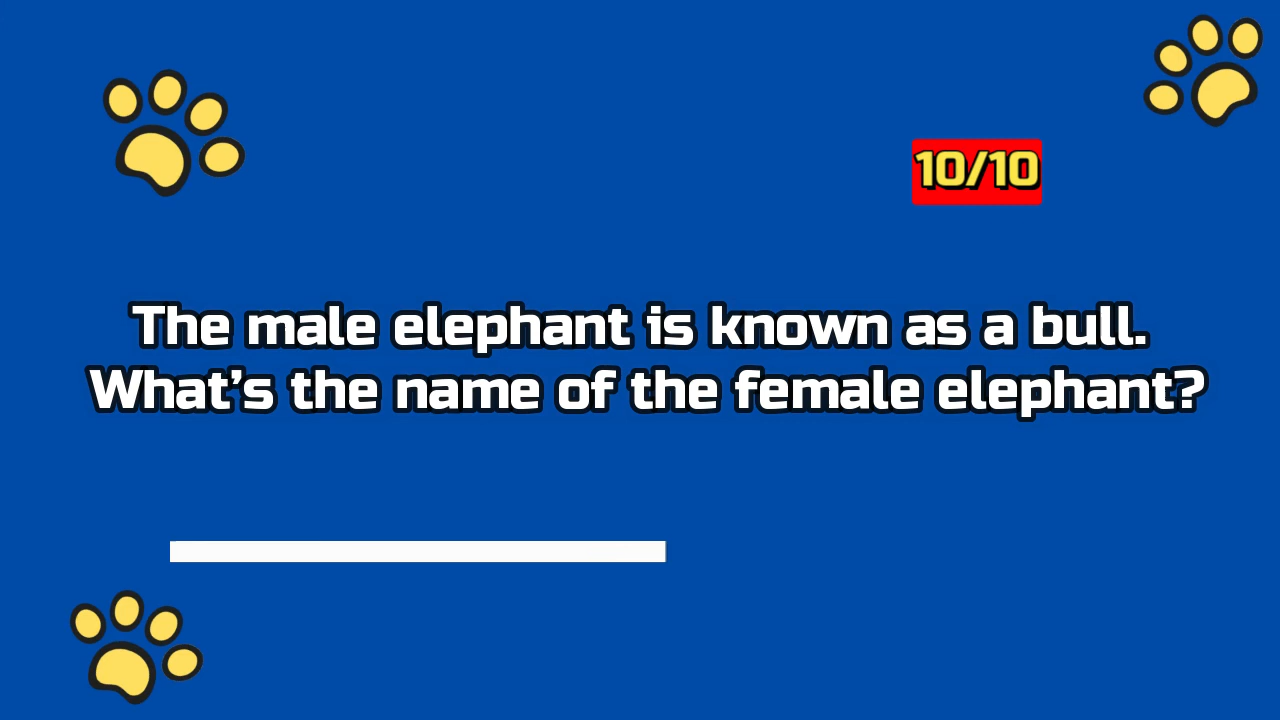 10/10
The male elephant is known as a bull.
What’s the name of the female elephant?